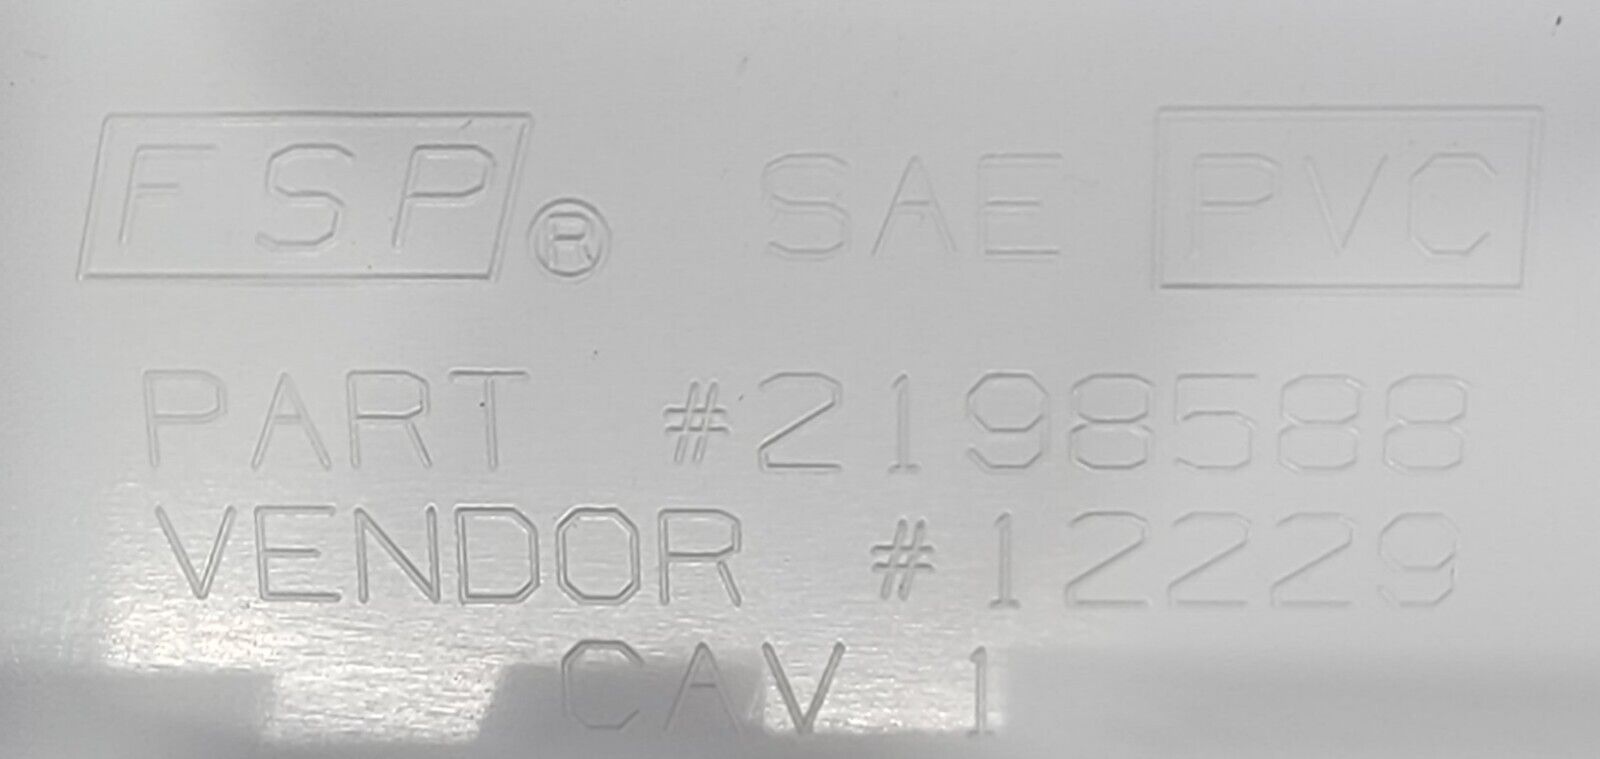 FSP® SAE PVC
PART #2198588
VENDOR #12229
CAV 1